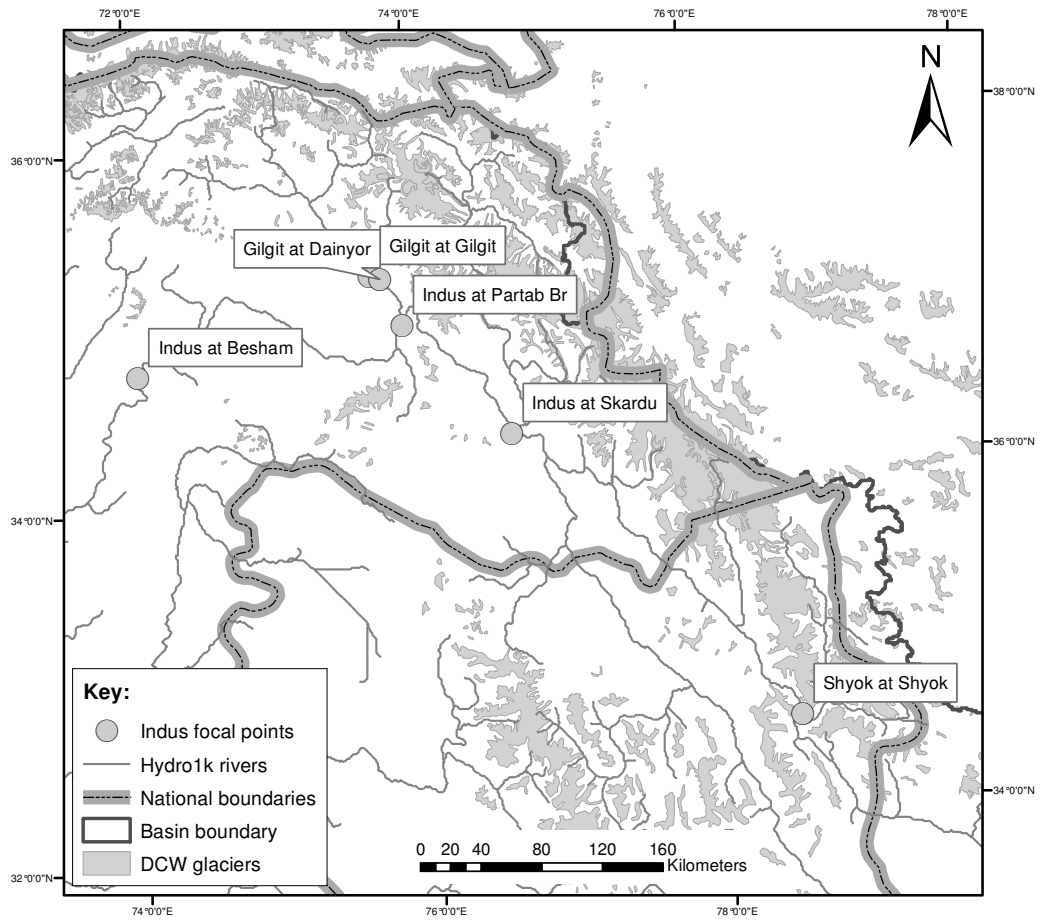 72°0'0"E
74°0'0"E
76°0'0"E
78°0'0"E
N
38°0'0"N
36°0'0"N
Gilgit at Dainyor
Gilgit at Gilgit
Indus at Partab Br
Indus at Besham
Indus at Skardu
36°0'0"N
34°0'0"N
Shyok at Shyok
Key:
Indus focal points
Hydro1k rivers
National boundaries
Basin boundary
DCW glaciers
34°0'0"N
0 20 40 80 120 160
Kilometers
32°0'0"N
74°0'0"E
76°0'0"E
78°0'0"E